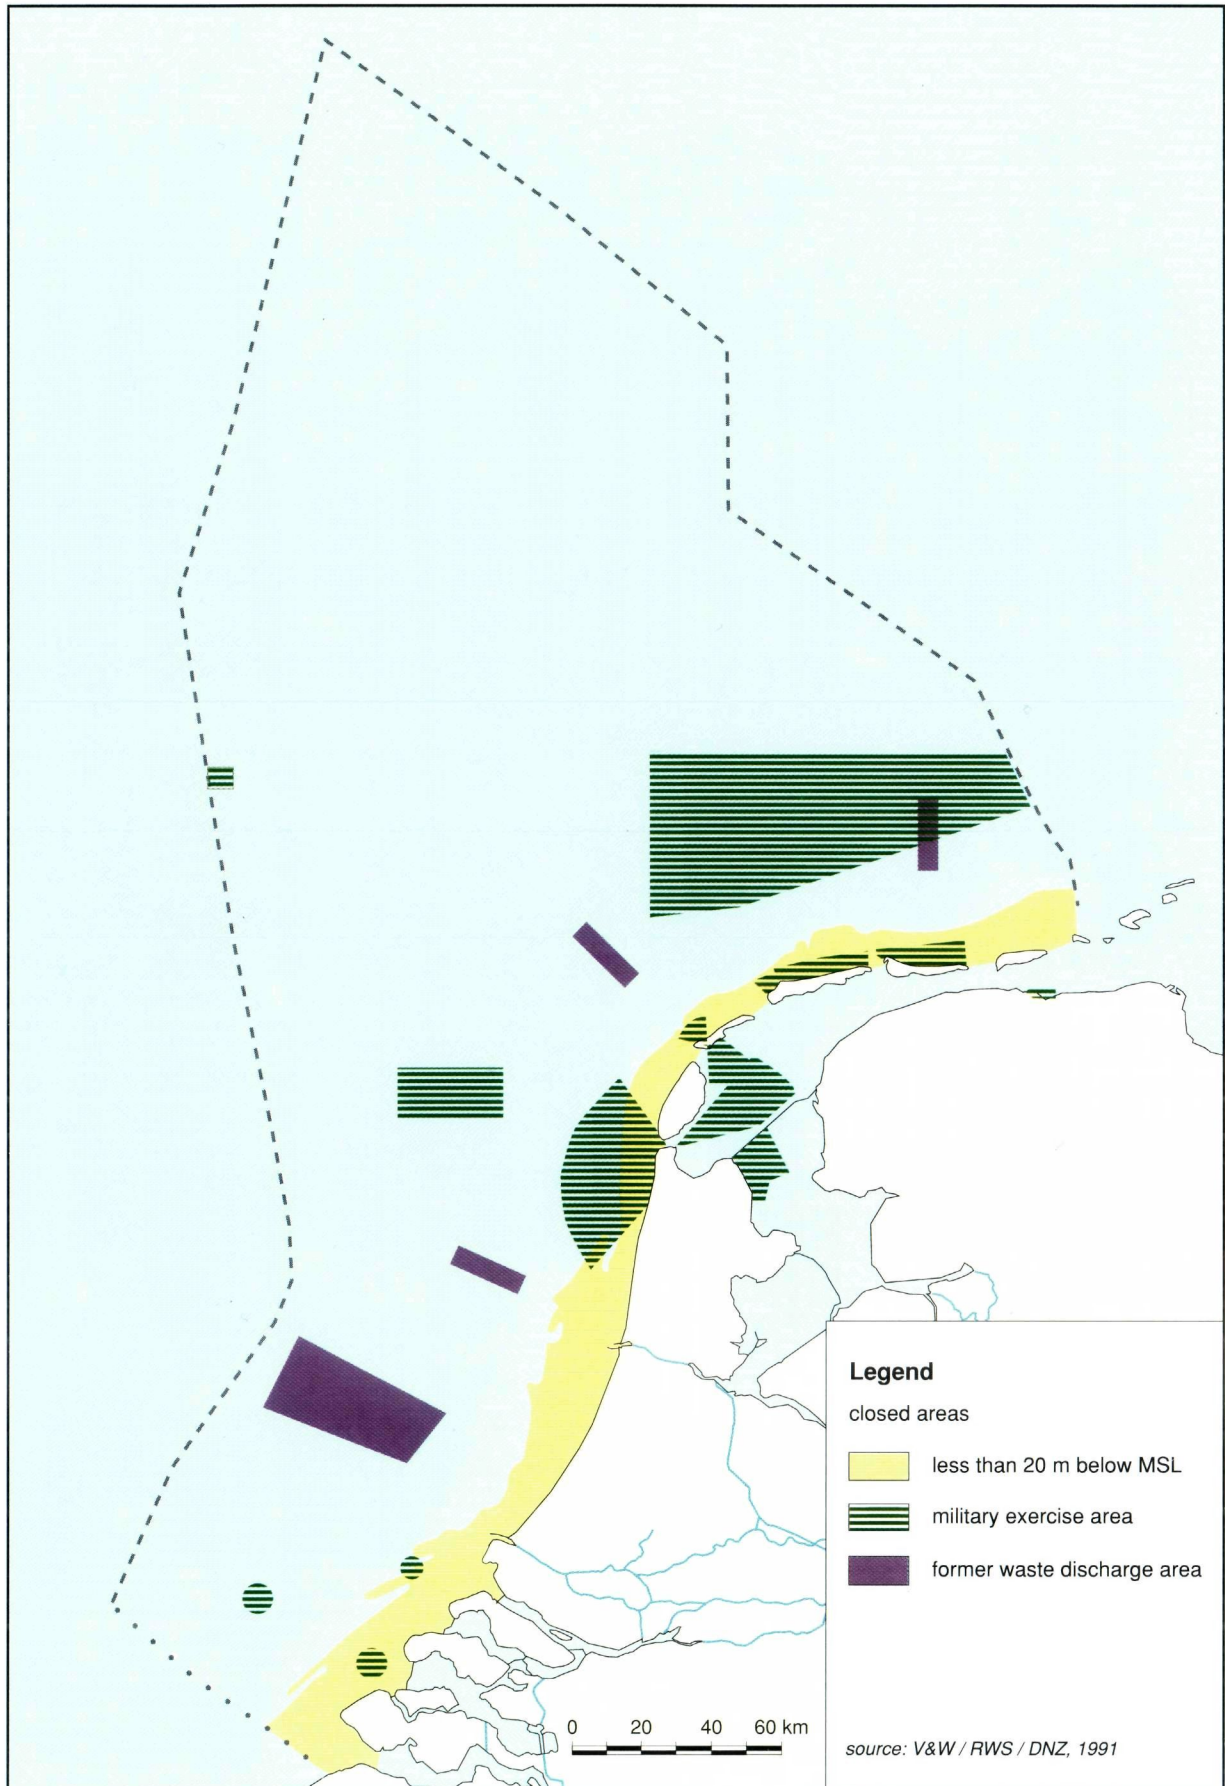 Legend
closed areas
less than 20 m below MSL
military exercise area
former waste discharge area
0 20 40 60 km
source: V&W / RWS / DNZ, 1991